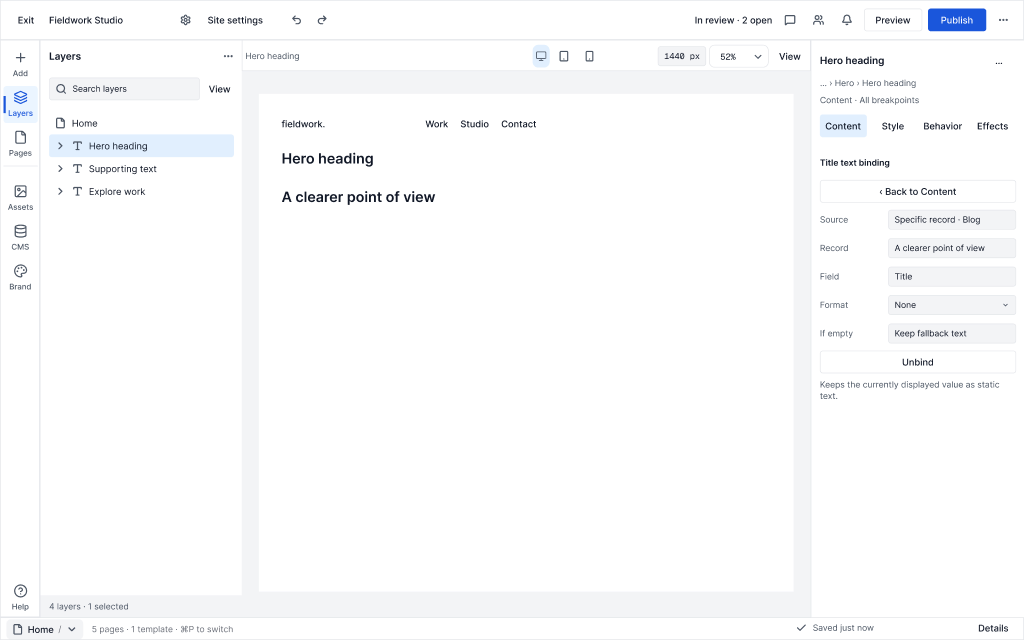 Exit Fieldwork Studio Site settings In review · 2 open Preview Publish ...
Layers ... Hero heading 1440 px 52% View
Add
Layers
Pages
Assets
CMS
Brand
Help
Search layers View
Home
Hero heading
Supporting text
Explore work
4 layers · 1 selected
fieldwork. Work Studio Contact
Hero heading
A clearer point of view
Hero heading ...
... › Hero › Hero heading
Content · All breakpoints
Content Style Behavior Effects
Title text binding
‹ Back to Content
Source Specific record · Blog
Record A clearer point of view
Field Title
Format None
If empty Keep fallback text
Unbind
Keeps the currently displayed value as static
text.
Home / 5 pages · 1 template · ⌘P to switch Saved just now Details